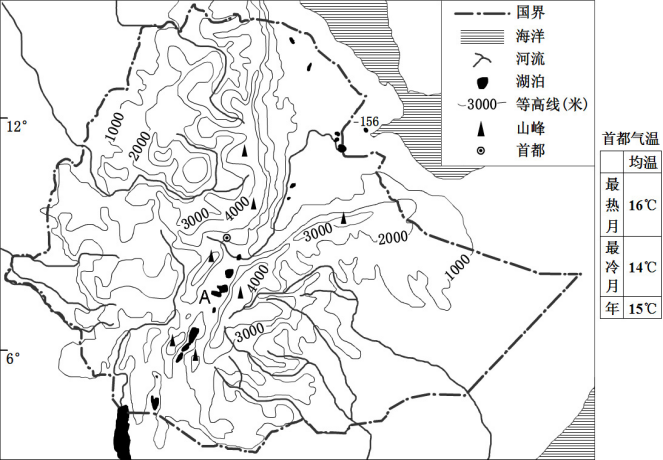 国界
海洋
河流
湖泊
3000 等高线(米)
山峰
首都
12°
6°
1000
2000
3000
4000
-156
3000
2000
1000
4000
3000
A
首都气温
均温
最热月 16℃
最冷月 14℃
年 15℃